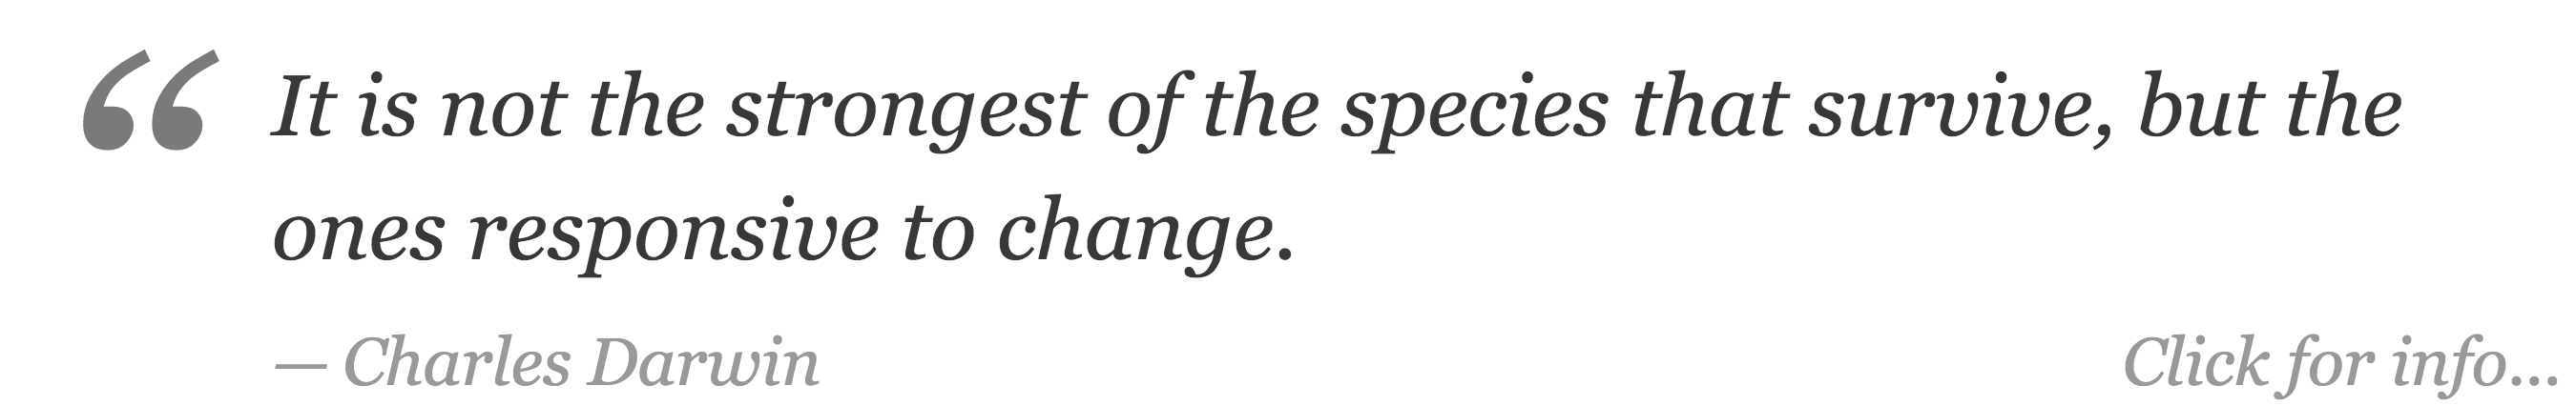 “ It is not the strongest of the species that survive, but the
ones responsive to change.
— Charles Darwin Click for info...